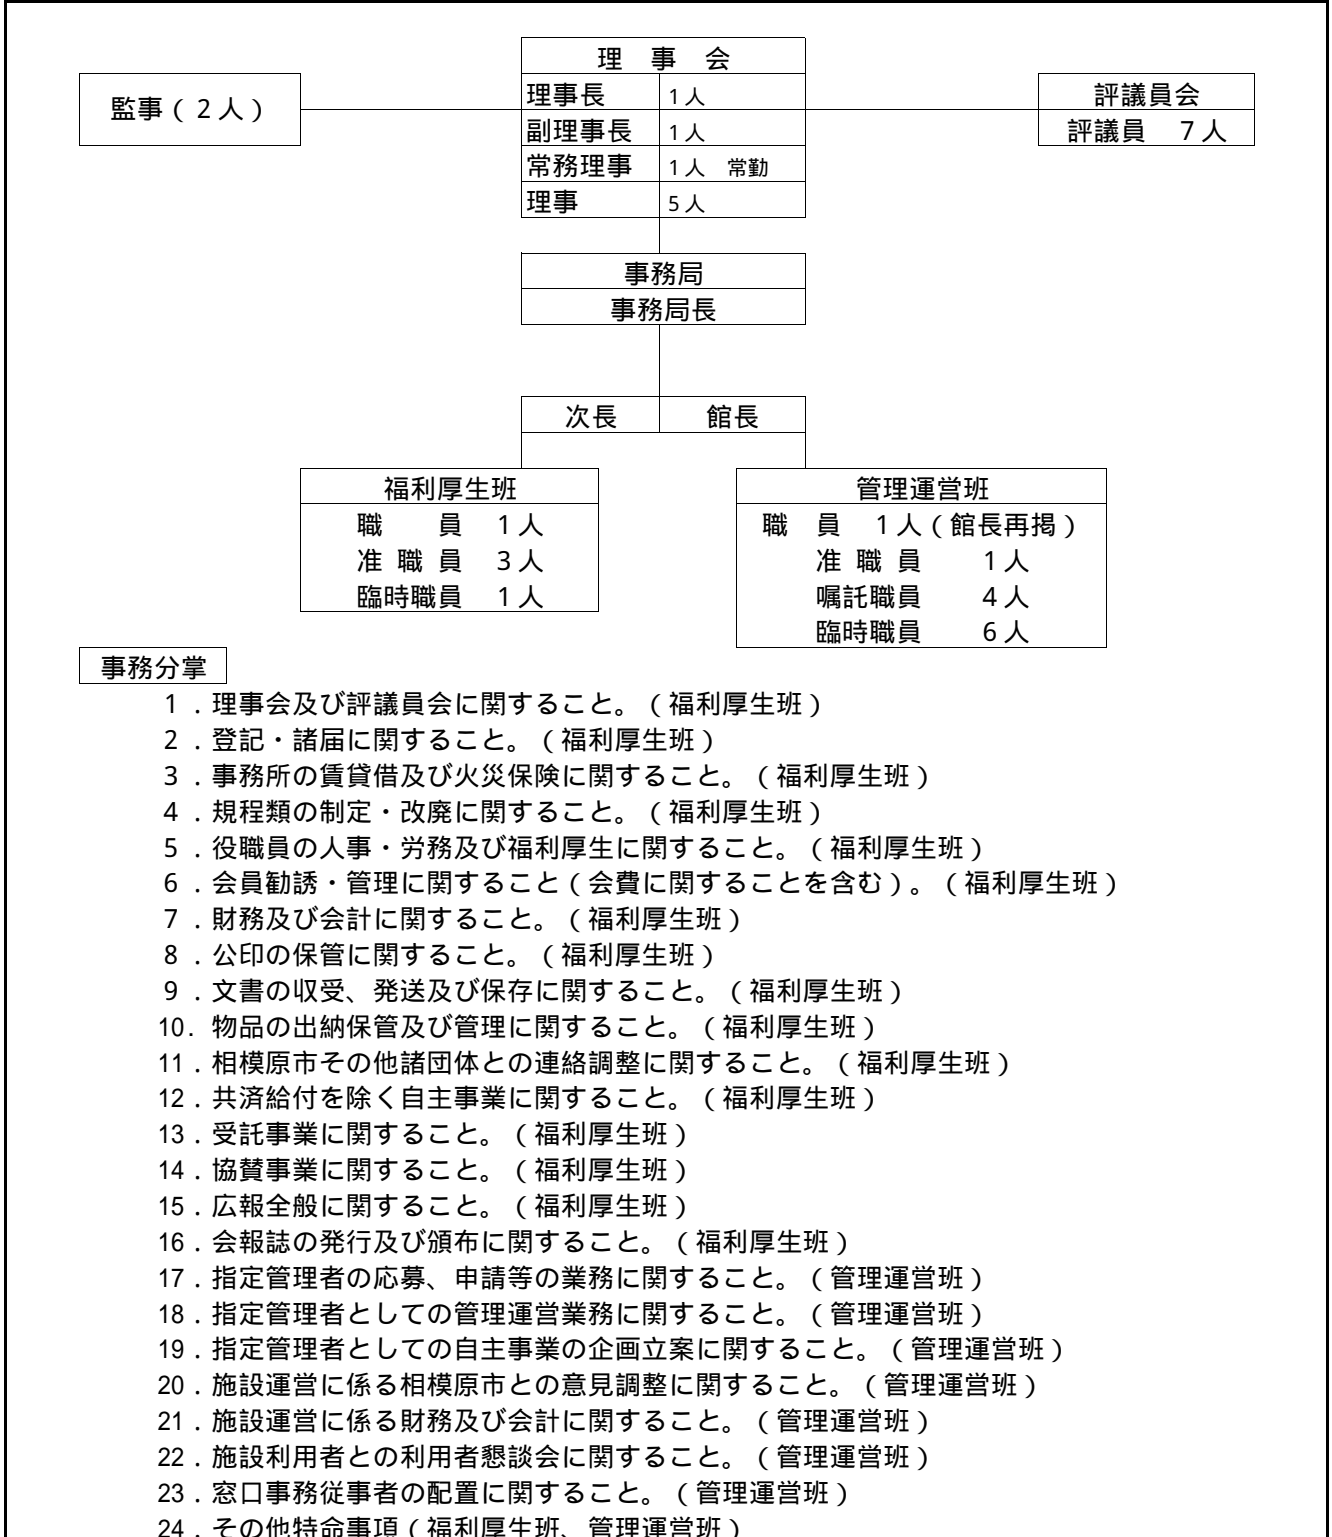 理　事　会
監事（２人）
理事長　1人
評議員会
副理事長　1人
評議員　7人
常務理事　1人　常勤
理事　5人
事務局
事務局長
次長　館長
福利厚生班
職　　員　1人
准 職 員　3人
臨時職員　1人
管理運営班
職　員　1人（館長再掲）
准 職 員　1人
嘱託職員　4人
臨時職員　6人
事務分掌
1．理事会及び評議員会に関すること。（福利厚生班）
2．登記・諸届に関すること。（福利厚生班）
3．事務所の賃貸借及び火災保険に関すること。（福利厚生班）
4．規程類の制定・改廃に関すること。（福利厚生班）
5．役職員の人事・労務及び福利厚生に関すること。（福利厚生班）
6．会員勧誘・管理に関すること（会費に関することを含む）。（福利厚生班）
7．財務及び会計に関すること。（福利厚生班）
8．公印の保管に関すること。（福利厚生班）
9．文書の収受、発送及び保存に関すること。（福利厚生班）
10．物品の出納保管及び管理に関すること。（福利厚生班）
11．相模原市その他諸団体との連絡調整に関すること。（福利厚生班）
12．共済給付を除く自主事業に関すること。（福利厚生班）
13．受託事業に関すること。（福利厚生班）
14．協賛事業に関すること。（福利厚生班）
15．広報全般に関すること。（福利厚生班）
16．会報誌の発行及び頒布に関すること。（福利厚生班）
17．指定管理者の応募、申請等の業務に関すること。（管理運営班）
18．指定管理者としての管理運営業務に関すること。（管理運営班）
19．指定管理者としての自主事業の企画立案に関すること。（管理運営班）
20．施設運営に係る相模原市との意見調整に関すること。（管理運営班）
21．施設運営に係る財務及び会計に関すること。（管理運営班）
22．施設利用者との利用者懇談会に関すること。（管理運営班）
23．窓口事務従事者の配置に関すること。（管理運営班）
24．その他特命事項（福利厚生班、管理運営班）